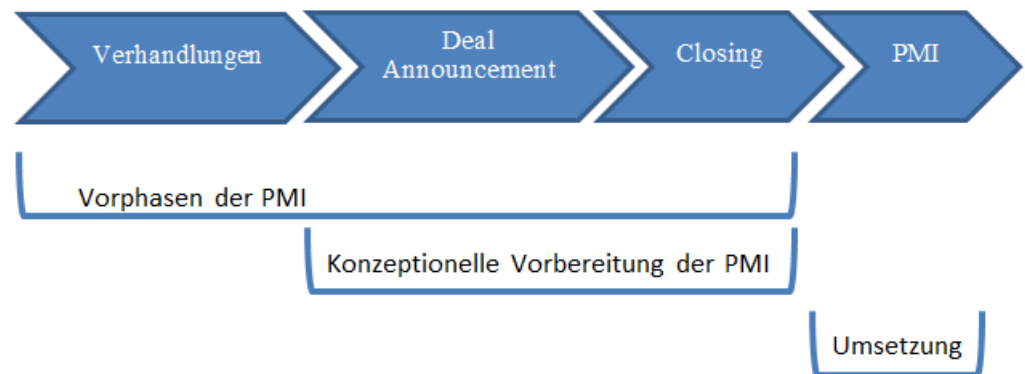 Verhandlungen
Deal
Announcement
Closing
PMI
Vorphasen der PMI
Konzeptionelle Vorbereitung der PMI
Umsetzung